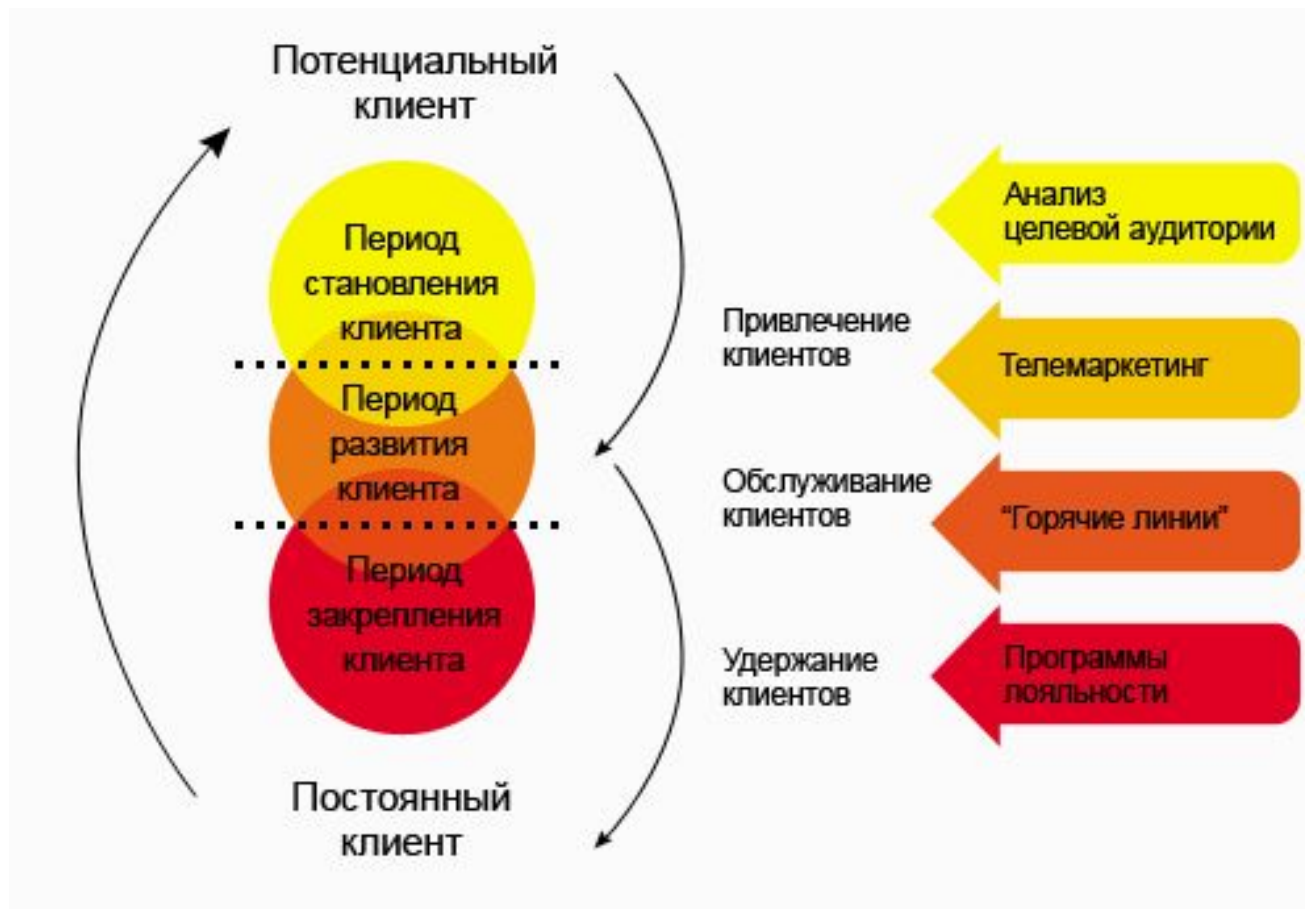 Потенциальный
клиент
Период
становления
клиента
Период
развития
клиента
Период
закрепления
клиента
Постоянный
клиент
Привлечение
клиентов
Обслуживание
клиентов
Удержание
клиентов
Анализ
целевой аудитории
Телемаркетинг
"Горячие линии"
Программы
лояльности